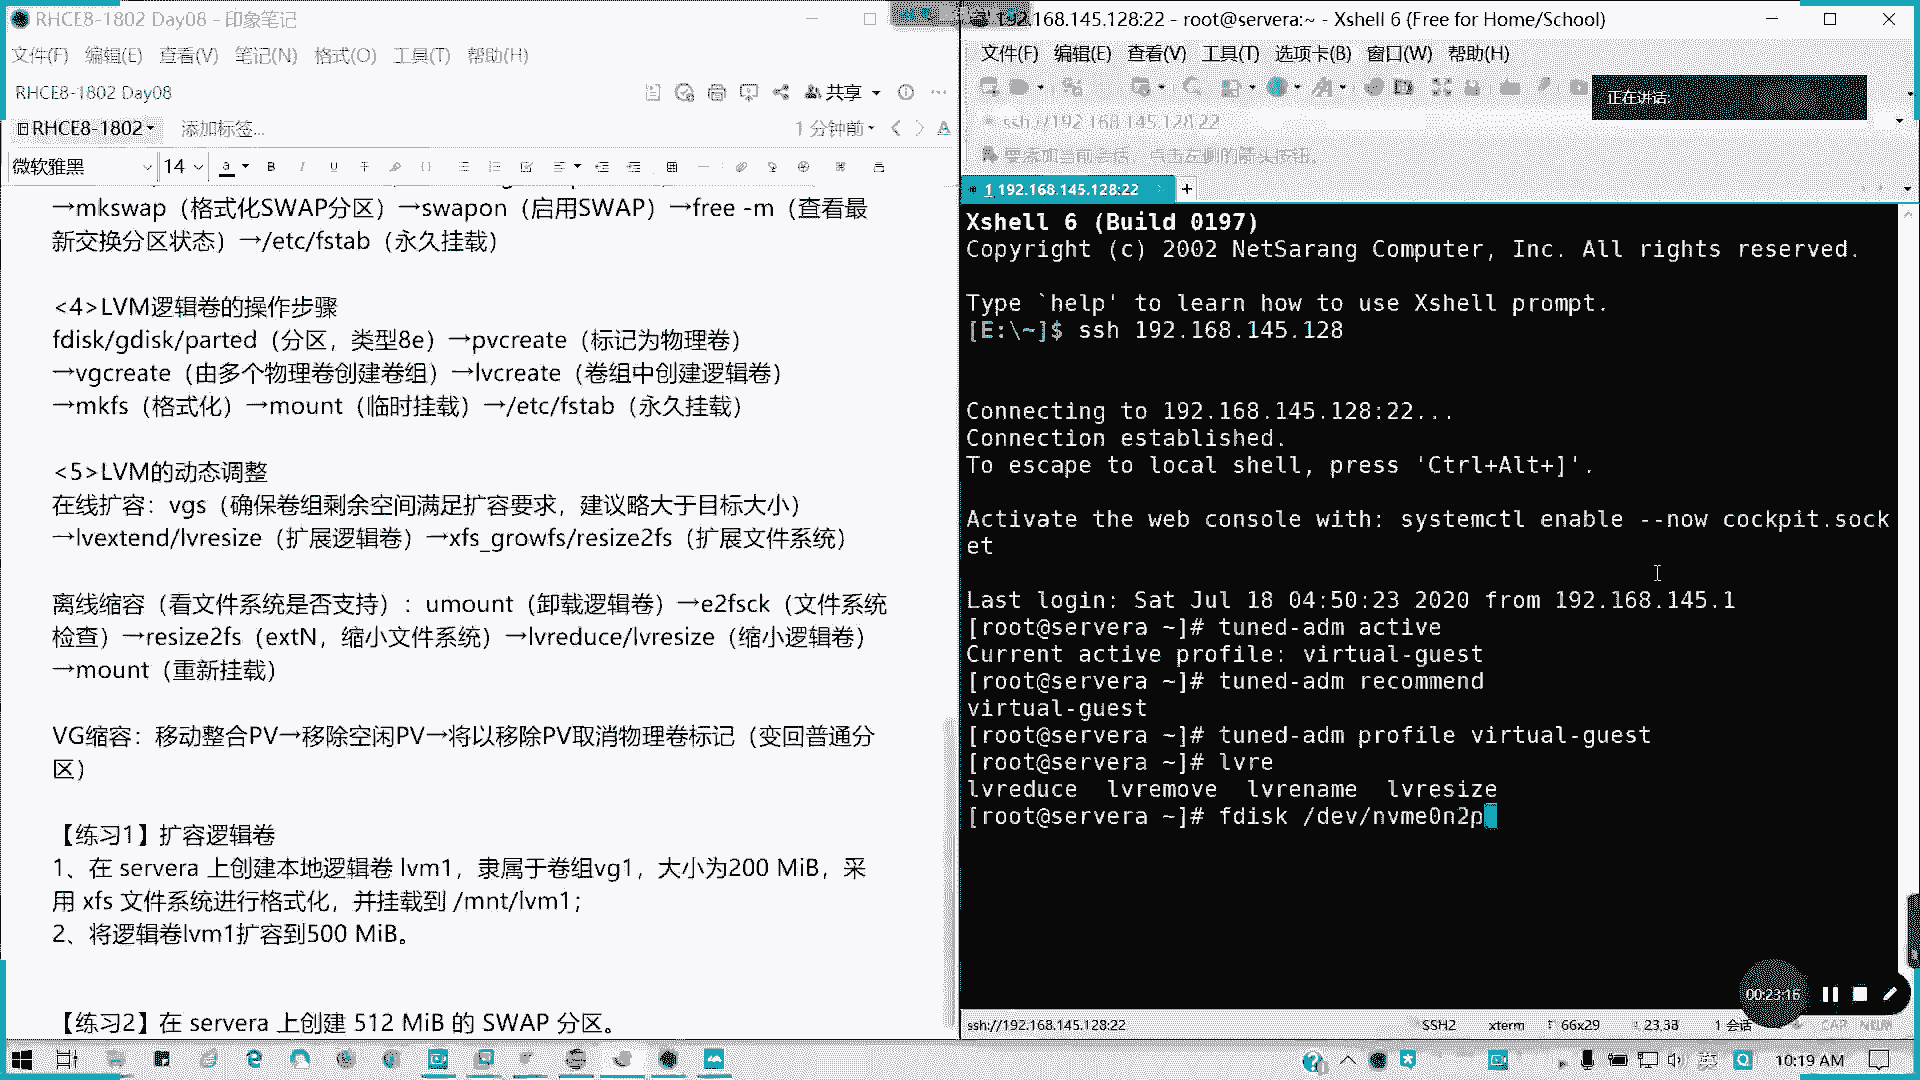 RHCE8-1802 Day08 - 印象笔记
文件(F) 编辑(E) 查看(V) 笔记(N) 格式(O) 工具(T) 帮助(H)
RHCE8-1802 Day08
共享
RHCE8-1802
添加标签...
1 分钟前
微软雅黑
14
→mkswap（格式化SWAP分区）→swapon（启用SWAP）→free -m（查看最
新交换分区状态）→/etc/fstab（永久挂载）
<4>LVM逻辑卷的操作步骤
fdisk/gdisk/parted（分区，类型8e）→pvcreate（标记为物理卷）
→vgcreate（由多个物理卷创建卷组）→lvcreate（卷组中创建逻辑卷）
→mkfs（格式化）→mount（临时挂载）→/etc/fstab（永久挂载）
<5>LVM的动态调整
在线扩容：vgs（确保卷组剩余空间满足扩容要求，建议略大于目标大小）
→lvextend/lvresize（扩展逻辑卷）→xfs_growfs/resize2fs（扩展文件系统）
离线缩容（看文件系统是否支持）：umount（卸载逻辑卷）→e2fsck（文件系统
检查）→resize2fs（extN，缩小文件系统）→lvreduce/lvresize（缩小逻辑卷）
→mount（重新挂载）
VG缩容：移动整合PV→移除空闲PV→将以移除PV取消物理卷标记（变回普通分
区）
【练习1】扩容逻辑卷
1、在 servera 上创建本地逻辑卷 lvm1，隶属于卷组vg1，大小为200 MiB，采
用 xfs 文件系统进行格式化，并挂载到 /mnt/lvm1；
2、将逻辑卷lvm1扩容到500 MiB。
【练习2】在 servera 上创建 512 MiB 的 SWAP 分区。
192.168.145.128:22 - root@servera:~ - Xshell 6 (Free for Home/School)
文件(F) 编辑(E) 查看(V) 工具(T) 选项卡(B) 窗口(W) 帮助(H)
正在讲话:
ssh://192.168.145.128:22
要添加当前会话，点击左侧的箭头按钮。
1 192.168.145.128:22
Xshell 6 (Build 0197)
Copyright (c) 2002 NetSarang Computer, Inc. All rights reserved.
Type `help' to learn how to use Xshell prompt.
[E:\~]$ ssh 192.168.145.128
Connecting to 192.168.145.128:22...
Connection established.
To escape to local shell, press 'Ctrl+Alt+]'.
Activate the web console with: systemctl enable --now cockpit.sock
et
Last login: Sat Jul 18 04:50:23 2020 from 192.168.145.1
[root@servera ~]# tuned-adm active
Current active profile: virtual-guest
[root@servera ~]# tuned-adm recommend
virtual-guest
[root@servera ~]# tuned-adm profile virtual-guest
[root@servera ~]# lvre
lvreduce lvremove lvrename lvresize
[root@servera ~]# fdisk /dev/nvme0n2p
00:23:16
ssh://192.168.145.128:22
SSH2
xterm
66x29
23,38
1 会话
CAP NUM
英
10:19 AM